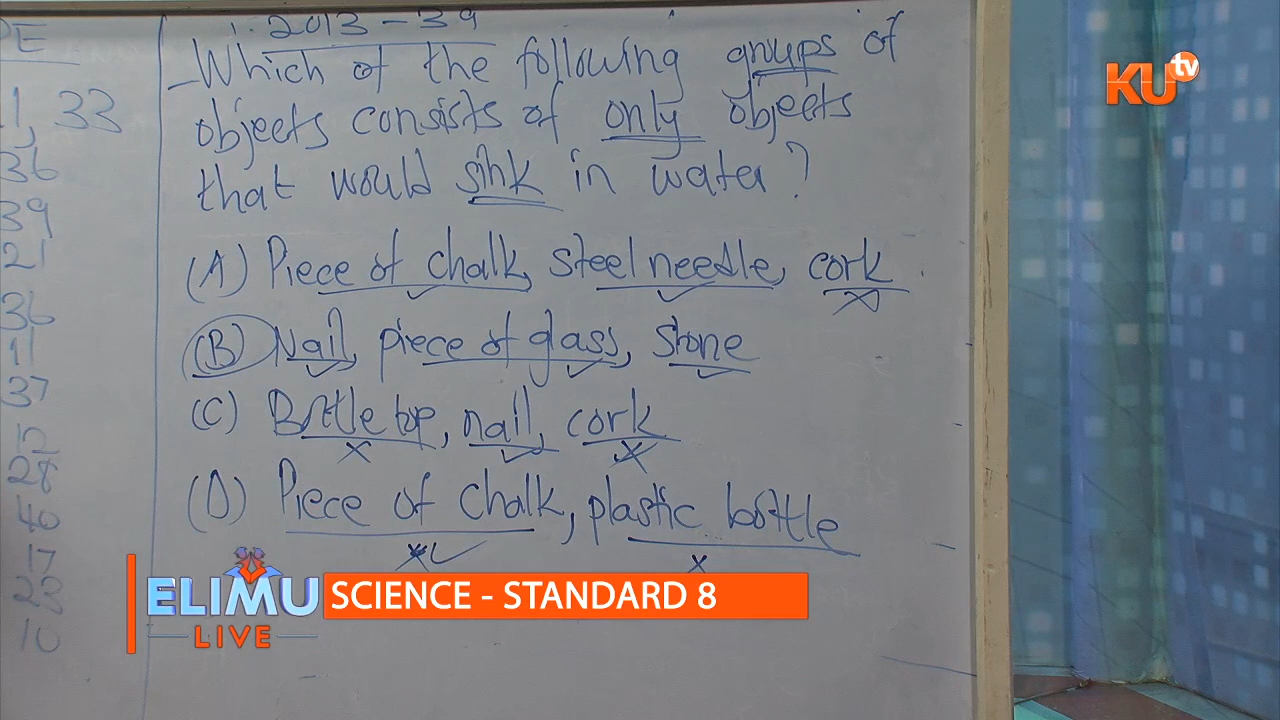 PE
1, 33
36
39
21
36
11
37
15
28
40
17
20
10
2013 - 39
Which of the following groups of
objects consists of only objects
that would sink in water?
(A) Piece of chalk, steel needle, cork
(B) Nail, piece of glass, stone
(C) Bottle top, nail, cork
(D) Piece of chalk, plastic bottle
KU tv
ELIMU
LIVE
SCIENCE - STANDARD 8